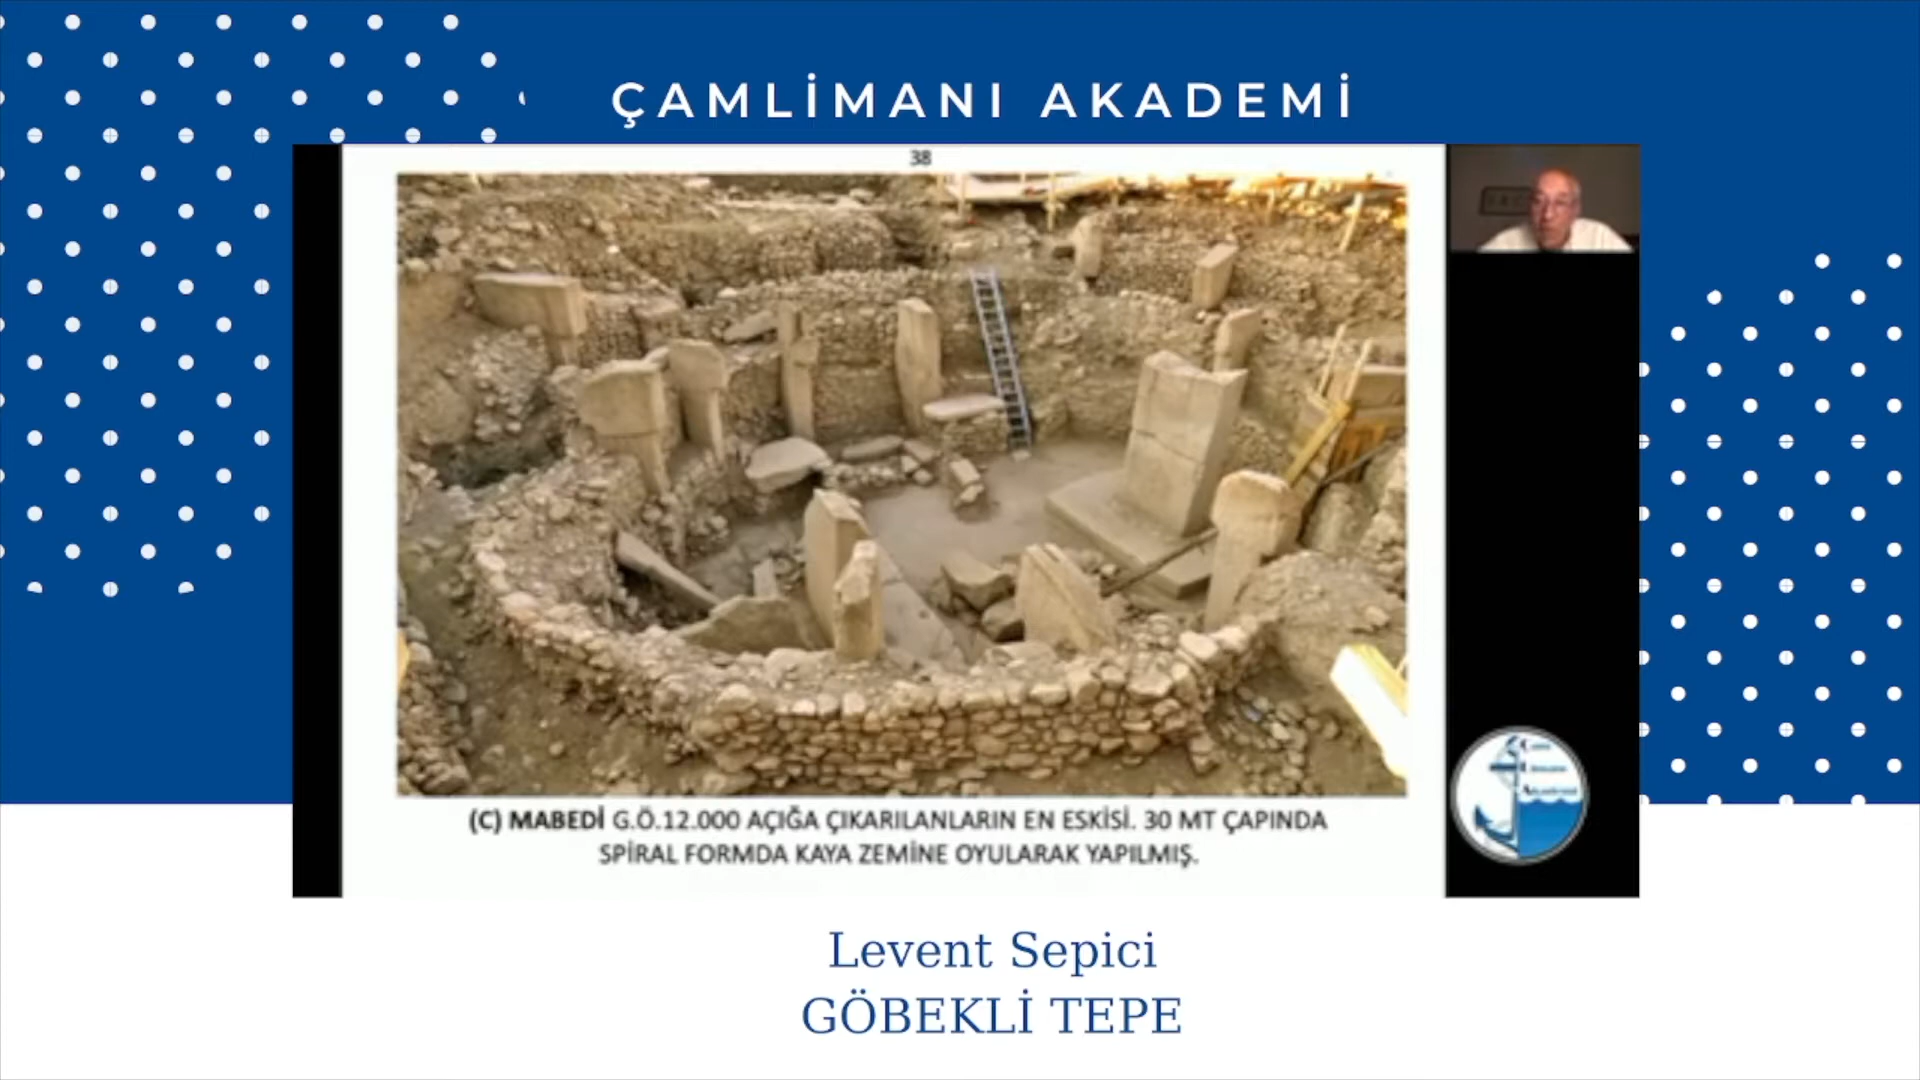 ÇAMLİMANI AKADEMİ
38
(C) MABEDİ G.Ö.12.000 AÇIĞA ÇIKARILANLARIN EN ESKİSİ. 30 MT ÇAPINDA
SPİRAL FORMDA KAYA ZEMİNE OYULARAK YAPILMIŞ.
Levent Sepici
GÖBEKLİ TEPE